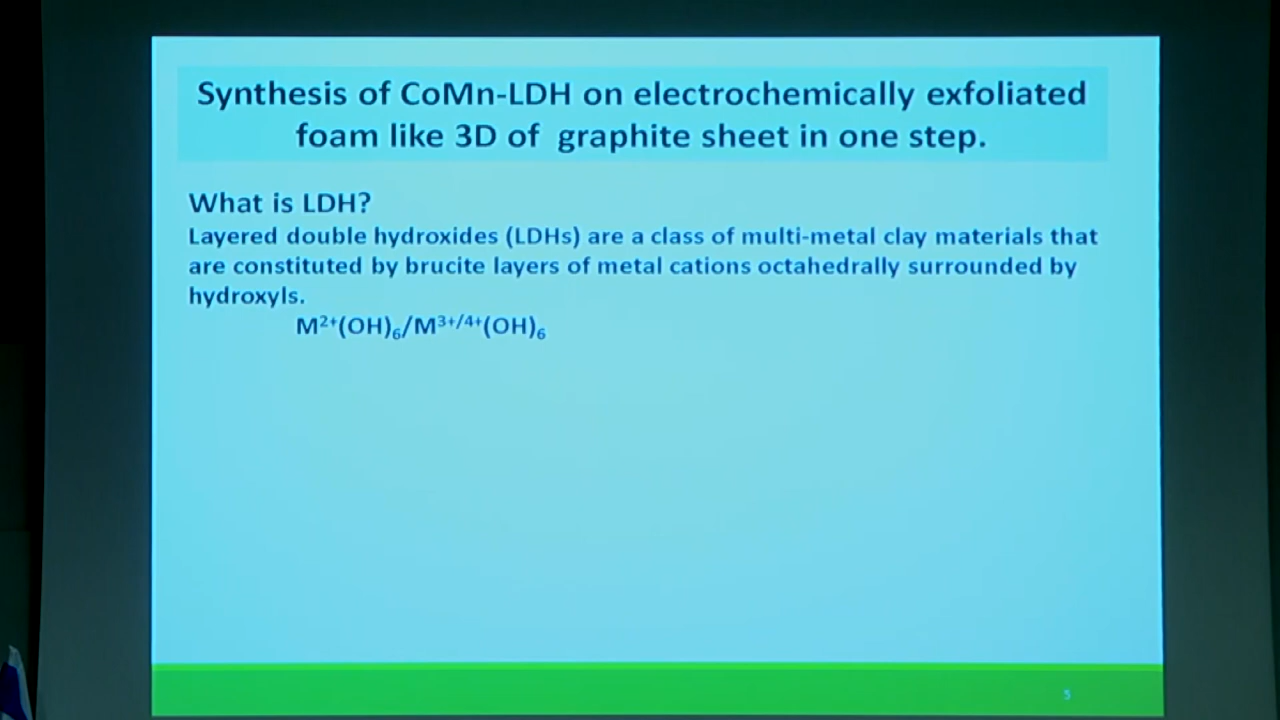 Synthesis of CoMn-LDH on electrochemically exfoliated
foam like 3D of graphite sheet in one step.
What is LDH?
Layered double hydroxides (LDHs) are a class of multi-metal clay materials that
are constituted by brucite layers of metal cations octahedrally surrounded by
hydroxyls.
M²⁺(OH)₆/M³⁺/⁴⁺(OH)₆
5